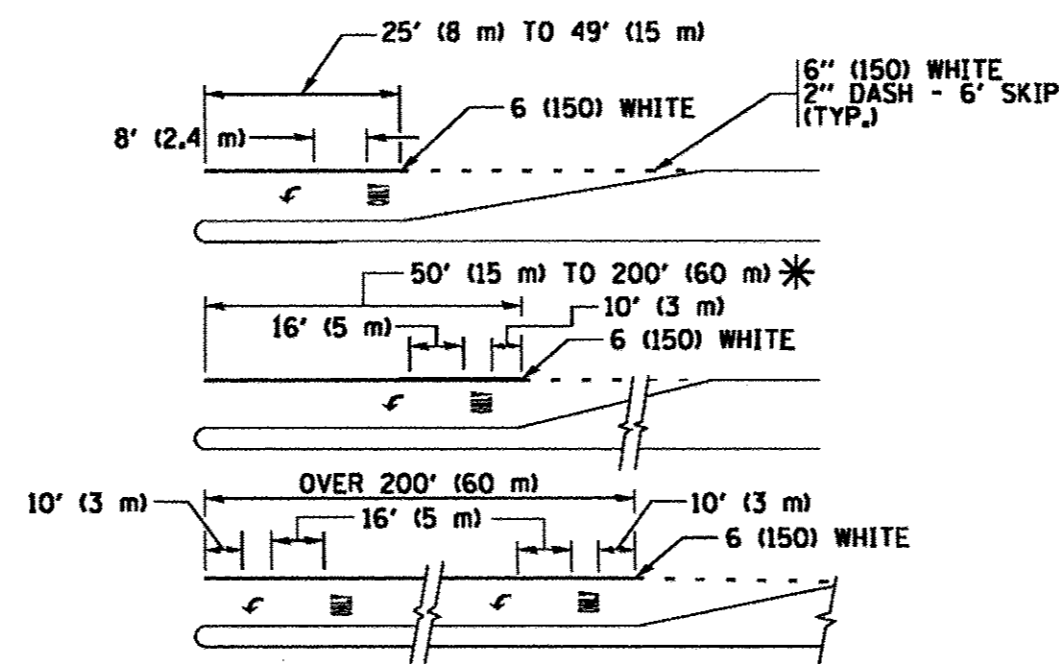 25' (8 m) TO 49' (15 m)
6" (150) WHITE
2" DASH - 6' SKIP
(TYP.)
6 (150) WHITE
8' (2.4 m)
50' (15 m) TO 200' (60 m) *
10' (3 m)
16' (5 m)
6 (150) WHITE
OVER 200' (60 m)
10' (3 m)
10' (3 m)
16' (5 m)
6 (150) WHITE